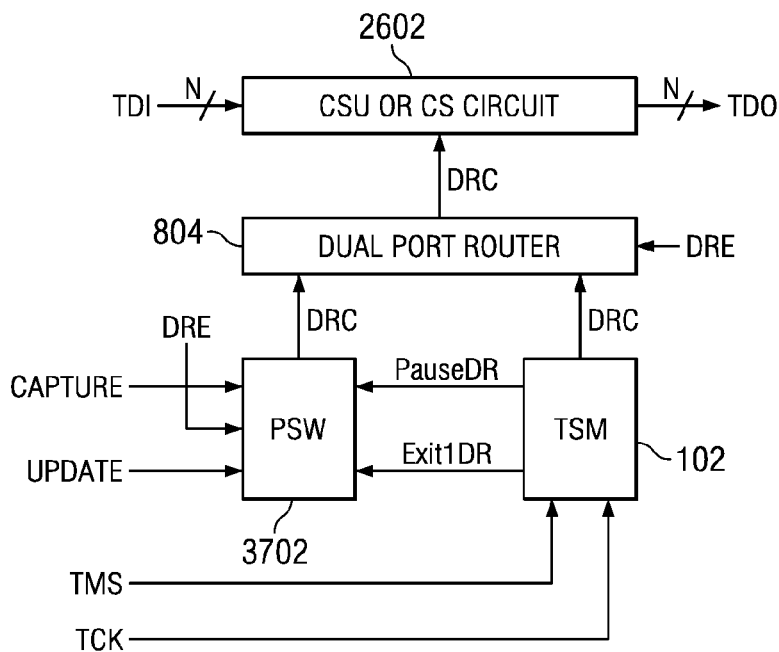 2602
TDI N CSU OR CS CIRCUIT N TDO
DRC
804 DUAL PORT ROUTER DRE
DRE DRC DRC
CAPTURE PauseDR
PSW TSM
UPDATE Exit1DR 102
3702
TMS
TCK